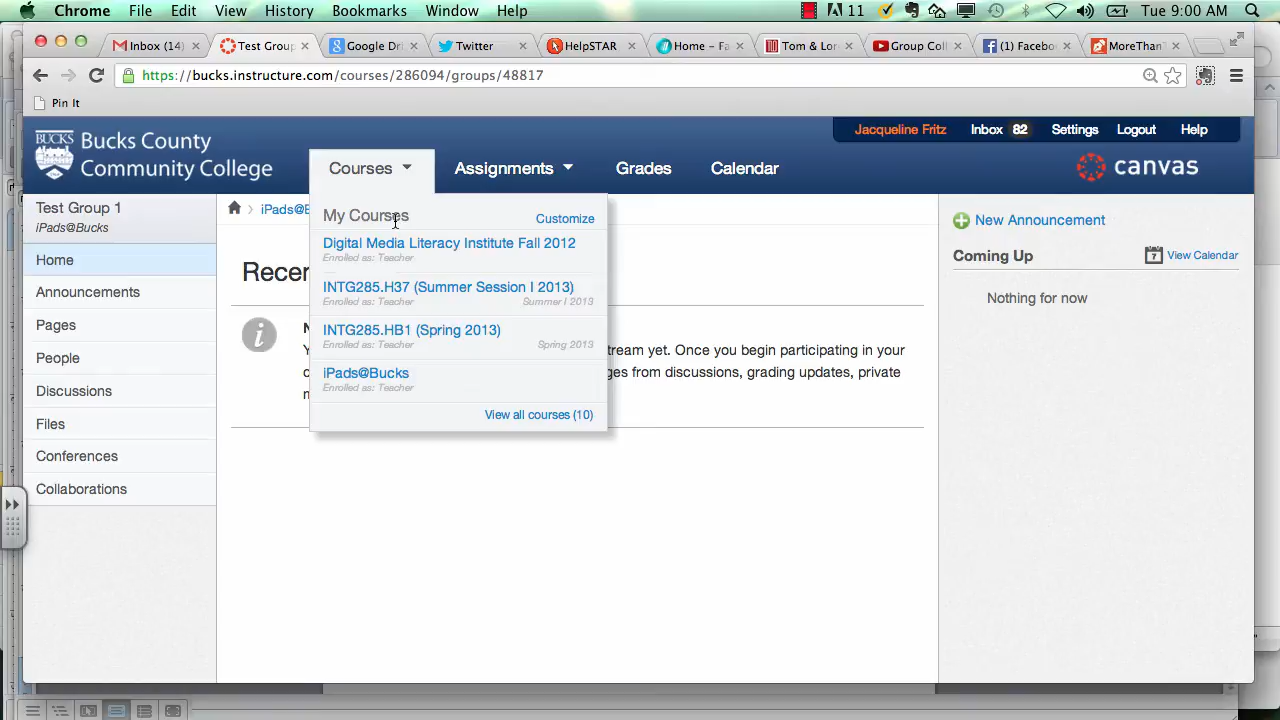 Chrome File Edit View History Bookmarks Window Help 11 Tue 9:00 AM
Inbox (14) Test Group Google Dr Twitter HelpSTAR Home – Fa Tom & Lor Group Coll (1) Faceboo MoreThan
https://bucks.instructure.com/courses/286094/groups/48817
Pin It
Jacqueline Fritz Inbox 82 Settings Logout Help
Bucks County
Community College
BUCKS
Courses Assignments Grades Calendar
canvas
Test Group 1
iPads@Bucks
iPads@B
My Courses Customize
Digital Media Literacy Institute Fall 2012
Enrolled as: Teacher
INTG285.H37 (Summer Session I 2013)
Enrolled as: Teacher Summer I 2013
INTG285.HB1 (Spring 2013)
Enrolled as: Teacher Spring 2013
iPads@Bucks
Enrolled as: Teacher
View all courses (10)
Home
Announcements
Pages
People
Discussions
Files
Conferences
Collaborations
Recen
i
N
Y tream yet. Once you begin participating in your
c ges from discussions, grading updates, private
n
New Announcement
Coming Up 7 View Calendar
Nothing for now